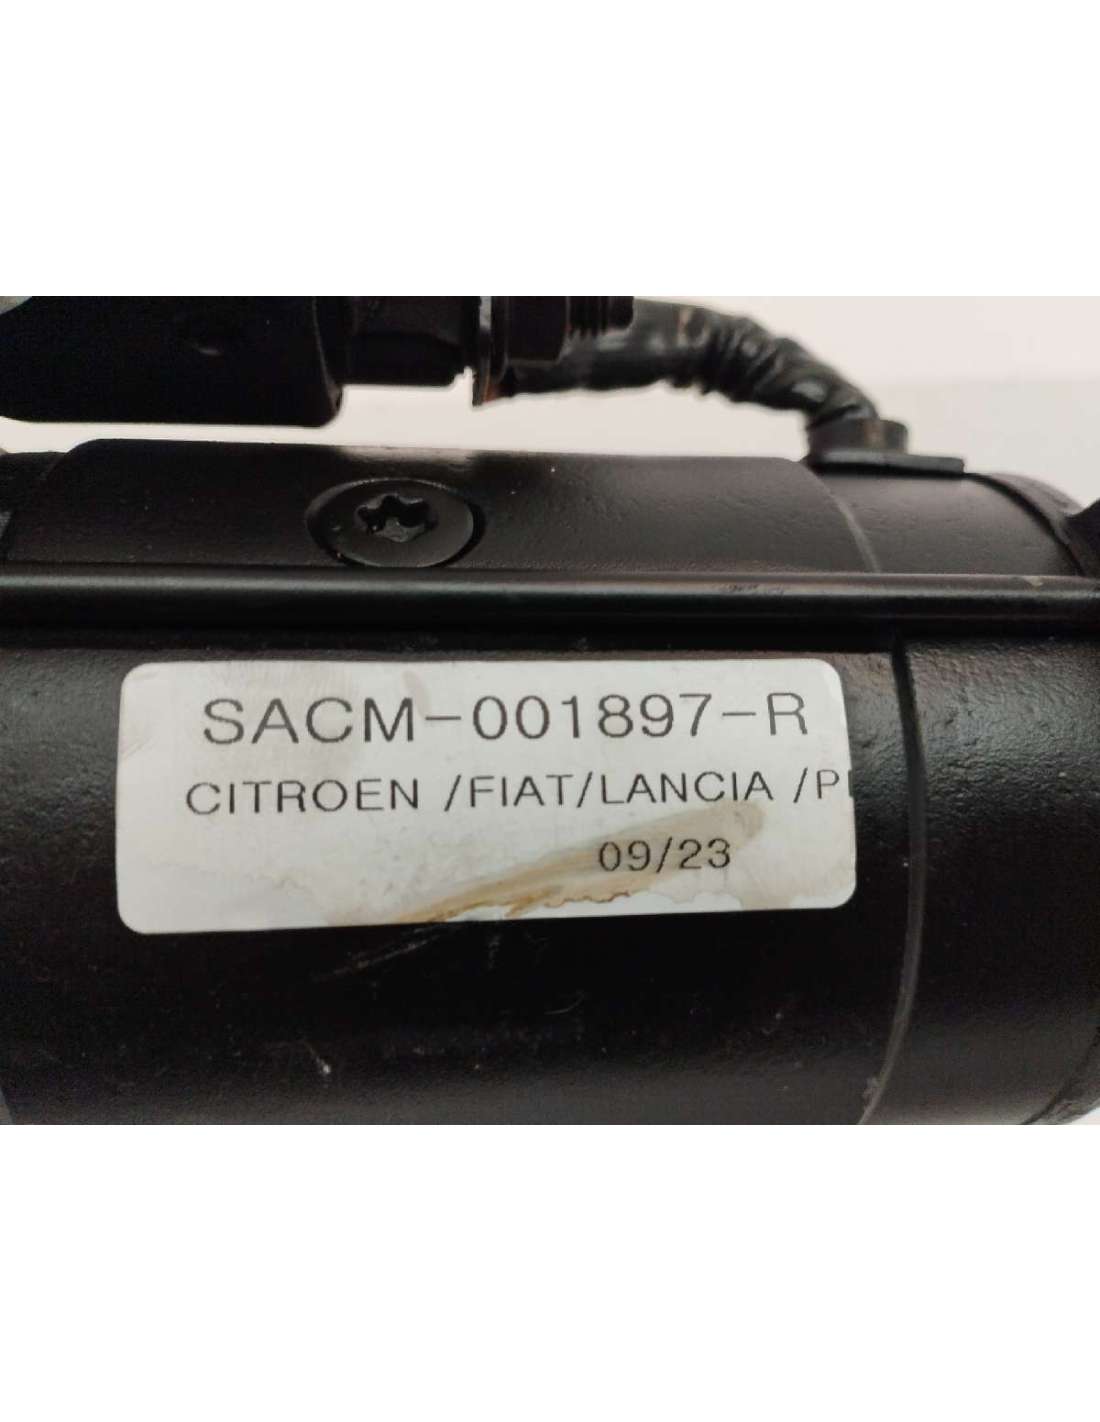 SACM-001897-R
CITROEN /FIAT/LANCIA /P
09/23